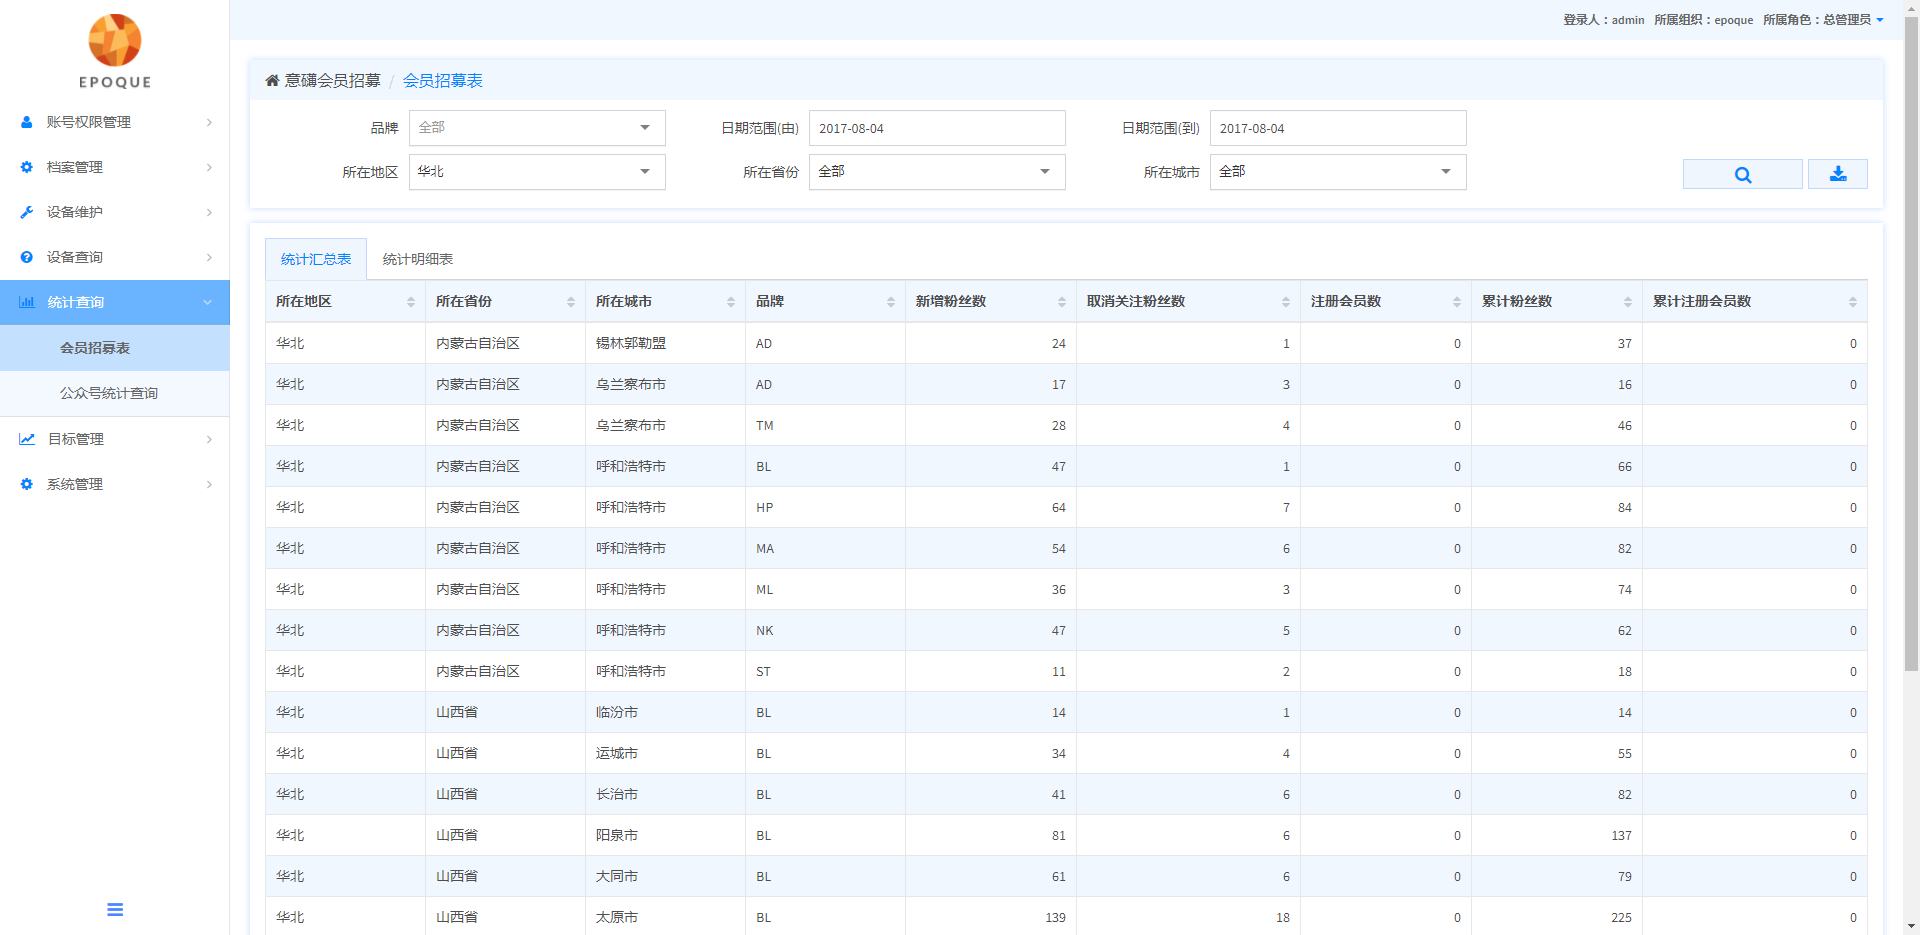 EPOQUE
登录人：admin 所属组织：epoque 所属角色：总管理员
账号权限管理
档案管理
设备维护
设备查询
统计查询
会员招募表
公众号统计查询
目标管理
系统管理
意礴会员招募 / 会员招募表
品牌 全部 日期范围(由) 2017-08-04 日期范围(到) 2017-08-04
所在地区 华北 所在省份 全部 所在城市 全部
统计汇总表 统计明细表
所在地区 所在省份 所在城市 品牌 新增粉丝数 取消关注粉丝数 注册会员数 累计粉丝数 累计注册会员数
华北 内蒙古自治区 锡林郭勒盟 AD 24 1 0 37 0
华北 内蒙古自治区 乌兰察布市 AD 17 3 0 16 0
华北 内蒙古自治区 乌兰察布市 TM 28 4 0 46 0
华北 内蒙古自治区 呼和浩特市 BL 47 1 0 66 0
华北 内蒙古自治区 呼和浩特市 HP 64 7 0 84 0
华北 内蒙古自治区 呼和浩特市 MA 54 6 0 82 0
华北 内蒙古自治区 呼和浩特市 ML 36 3 0 74 0
华北 内蒙古自治区 呼和浩特市 NK 47 5 0 62 0
华北 内蒙古自治区 呼和浩特市 ST 11 2 0 18 0
华北 山西省 临汾市 BL 14 1 0 14 0
华北 山西省 运城市 BL 34 4 0 55 0
华北 山西省 长治市 BL 41 6 0 82 0
华北 山西省 阳泉市 BL 81 6 0 137 0
华北 山西省 大同市 BL 61 6 0 79 0
华北 山西省 太原市 BL 139 18 0 225 0